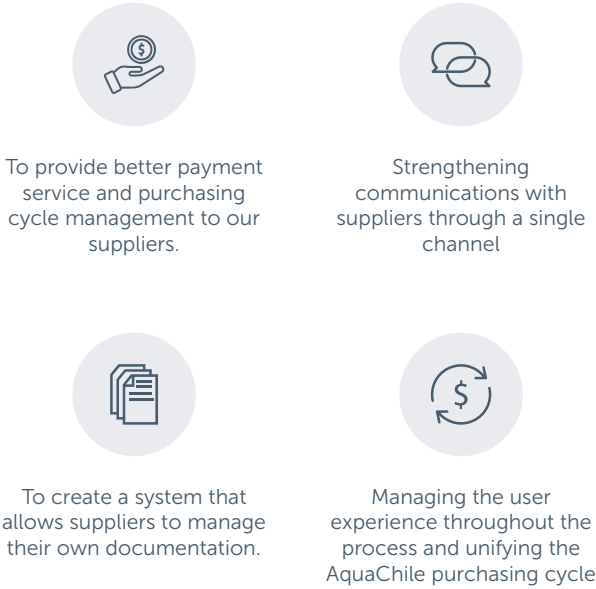 To provide better payment
service and purchasing
cycle management to our
suppliers.
Strengthening
communications with
suppliers through a single
channel
To create a system that
allows suppliers to manage
their own documentation.
Managing the user
experience throughout the
process and unifying the
AquaChile purchasing cycle